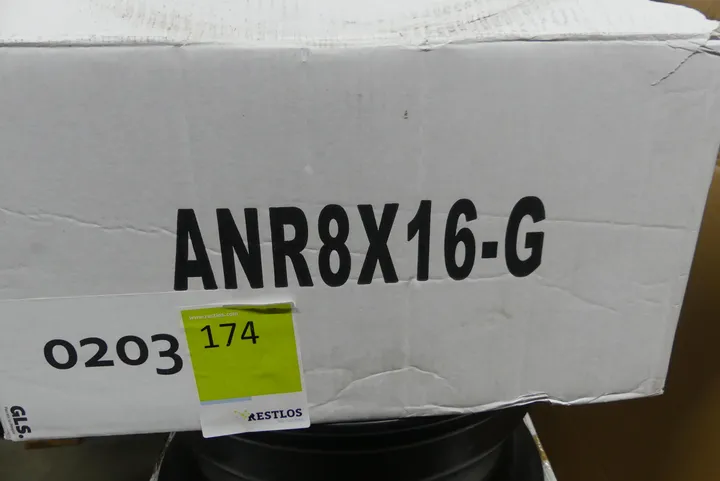 ANR8X16-G
0203
174
RESTLOS
GLS.